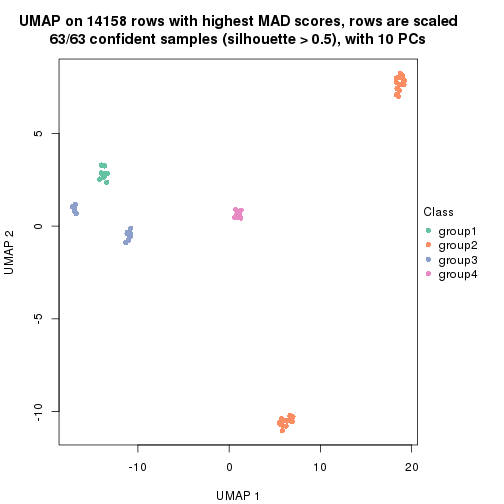 UMAP on 14158 rows with highest MAD scores, rows are scaled
63/63 confident samples (silhouette > 0.5), with 10 PCs
5
0
-5
-10
UMAP 2
-10
0
10
20
UMAP 1
Class
group1
group2
group3
group4